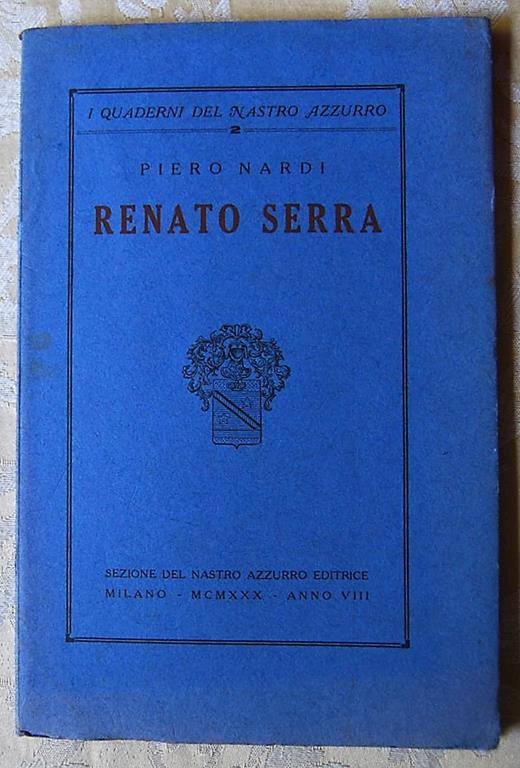 I QUADERNI DEL NASTRO AZZURRO
2
PIERO NARDI
RENATO SERRA
SEZIONE DEL NASTRO AZZURRO EDITRICE
MILANO - MCMXXX - ANNO VIII